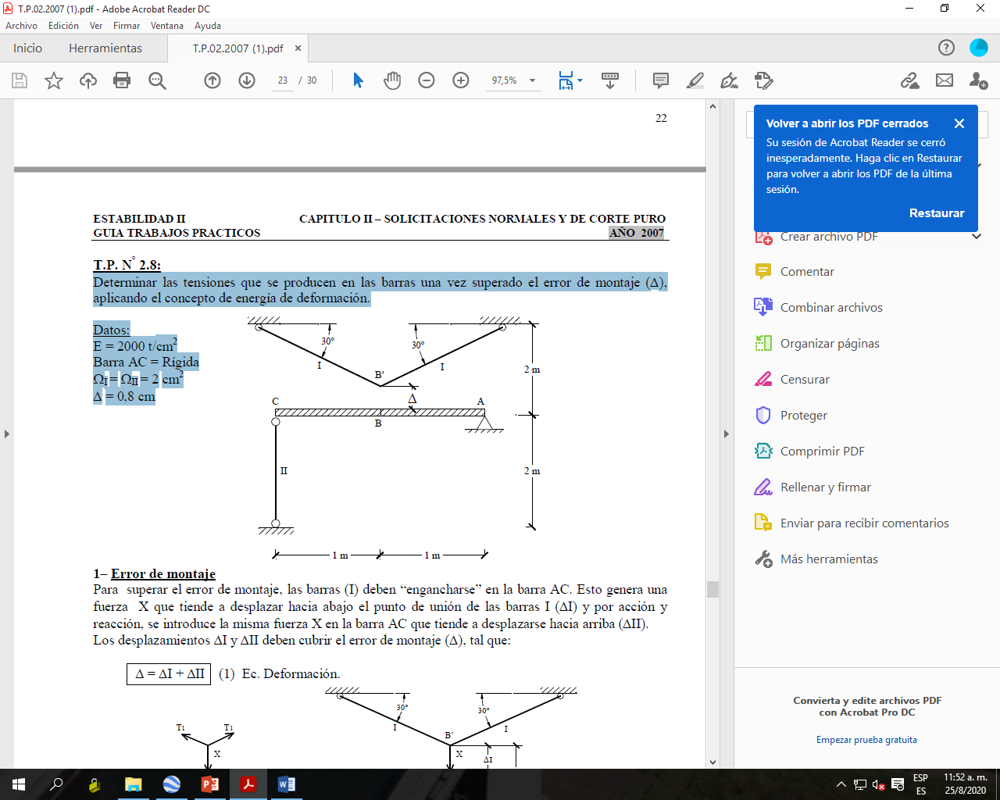 T.P.02.2007 (1).pdf - Adobe Acrobat Reader DC
Archivo Edición Ver Firmar Ventana Ayuda
Inicio Herramientas T.P.02.2007 (1).pdf ×
23 / 30 97,5%
22
Volver a abrir los PDF cerrados
Su sesión de Acrobat Reader se cerró
inesperadamente. Haga clic en Restaurar
para volver a abrir los PDF de la última
sesión.
Restaurar
Crear archivo PDF
Comentar
Combinar archivos
Organizar páginas
Censurar
Proteger
Comprimir PDF
Rellenar y firmar
Enviar para recibir comentarios
Más herramientas
Convierta y edite archivos PDF
con Acrobat Pro DC
Empezar prueba gratuita
ESTABILIDAD II CAPITULO II – SOLICITACIONES NORMALES Y DE CORTE PURO
GUIA TRABAJOS PRACTICOS AÑO 2007
T.P. N° 2.8:
Determinar las tensiones que se producen en las barras una vez superado el error de montaje (Δ),
aplicando el concepto de energía de deformación.
Datos:
E = 2000 t/cm²
Barra AC = Rígida
ΩI = ΩII = 2 cm²
Δ = 0,8 cm
30° 30°
I I
B'
2 m
Δ
C A
B
II
2 m
1 m 1 m
1– Error de montaje
Para superar el error de montaje, las barras (I) deben “engancharse” en la barra AC. Esto genera una
fuerza X que tiende a desplazar hacia abajo el punto de unión de las barras I (ΔI) y por acción y
reacción, se introduce la misma fuerza X en la barra AC que tiende a desplazarse hacia arriba (ΔII).
Los desplazamientos ΔI y ΔII deben cubrir el error de montaje (Δ), tal que:
Δ = ΔI + ΔII (1) Ec. Deformación.
30° 30°
T1 T1 I I
B'
X X ΔI
ESP
ES
11:52 a. m.
25/8/2020